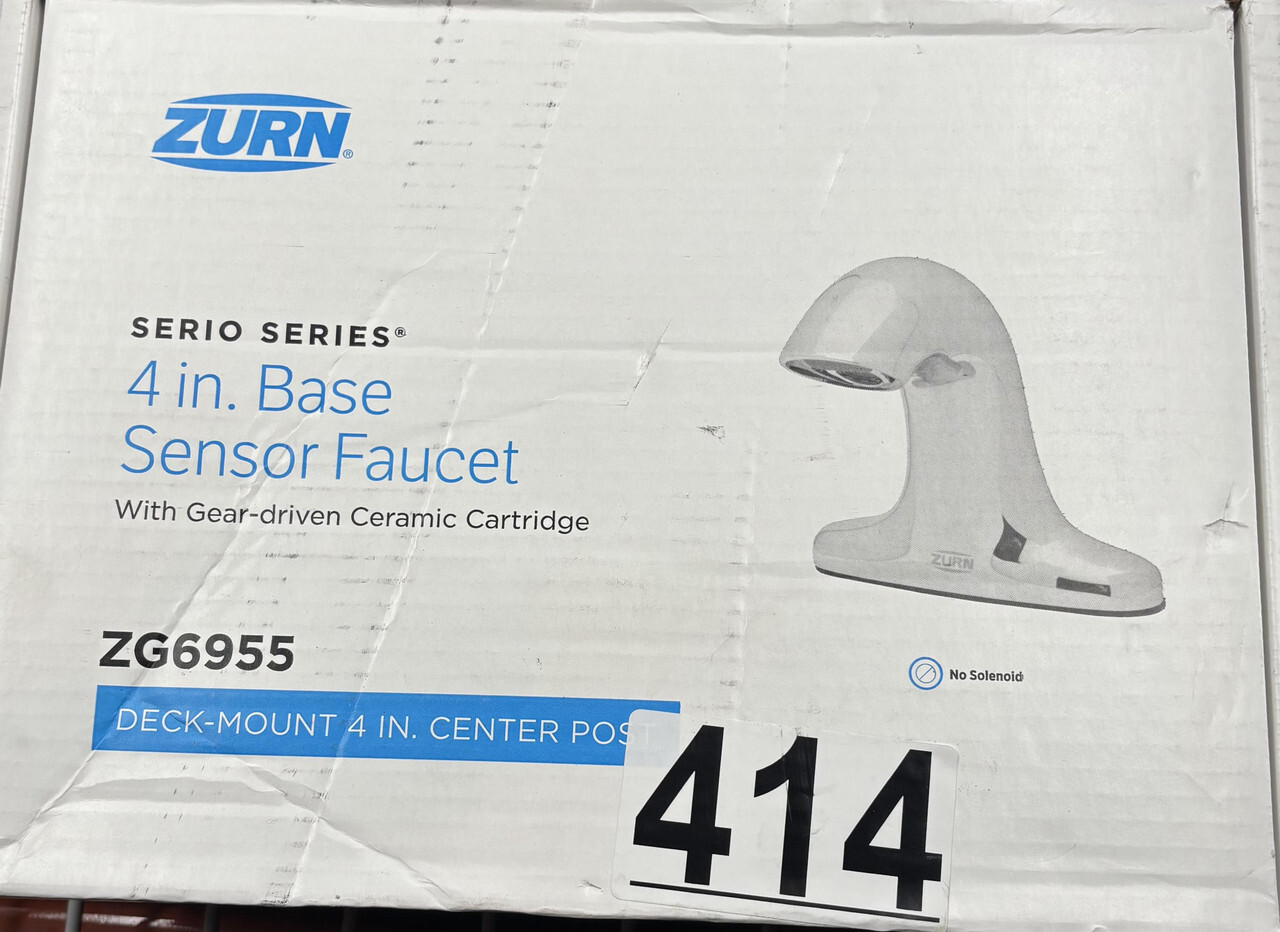 ZURN®
SERIO SERIES®
4 in. Base
Sensor Faucet
With Gear-driven Ceramic Cartridge
ZURN
No Solenoid
ZG6955
DECK-MOUNT 4 IN. CENTER POST
414